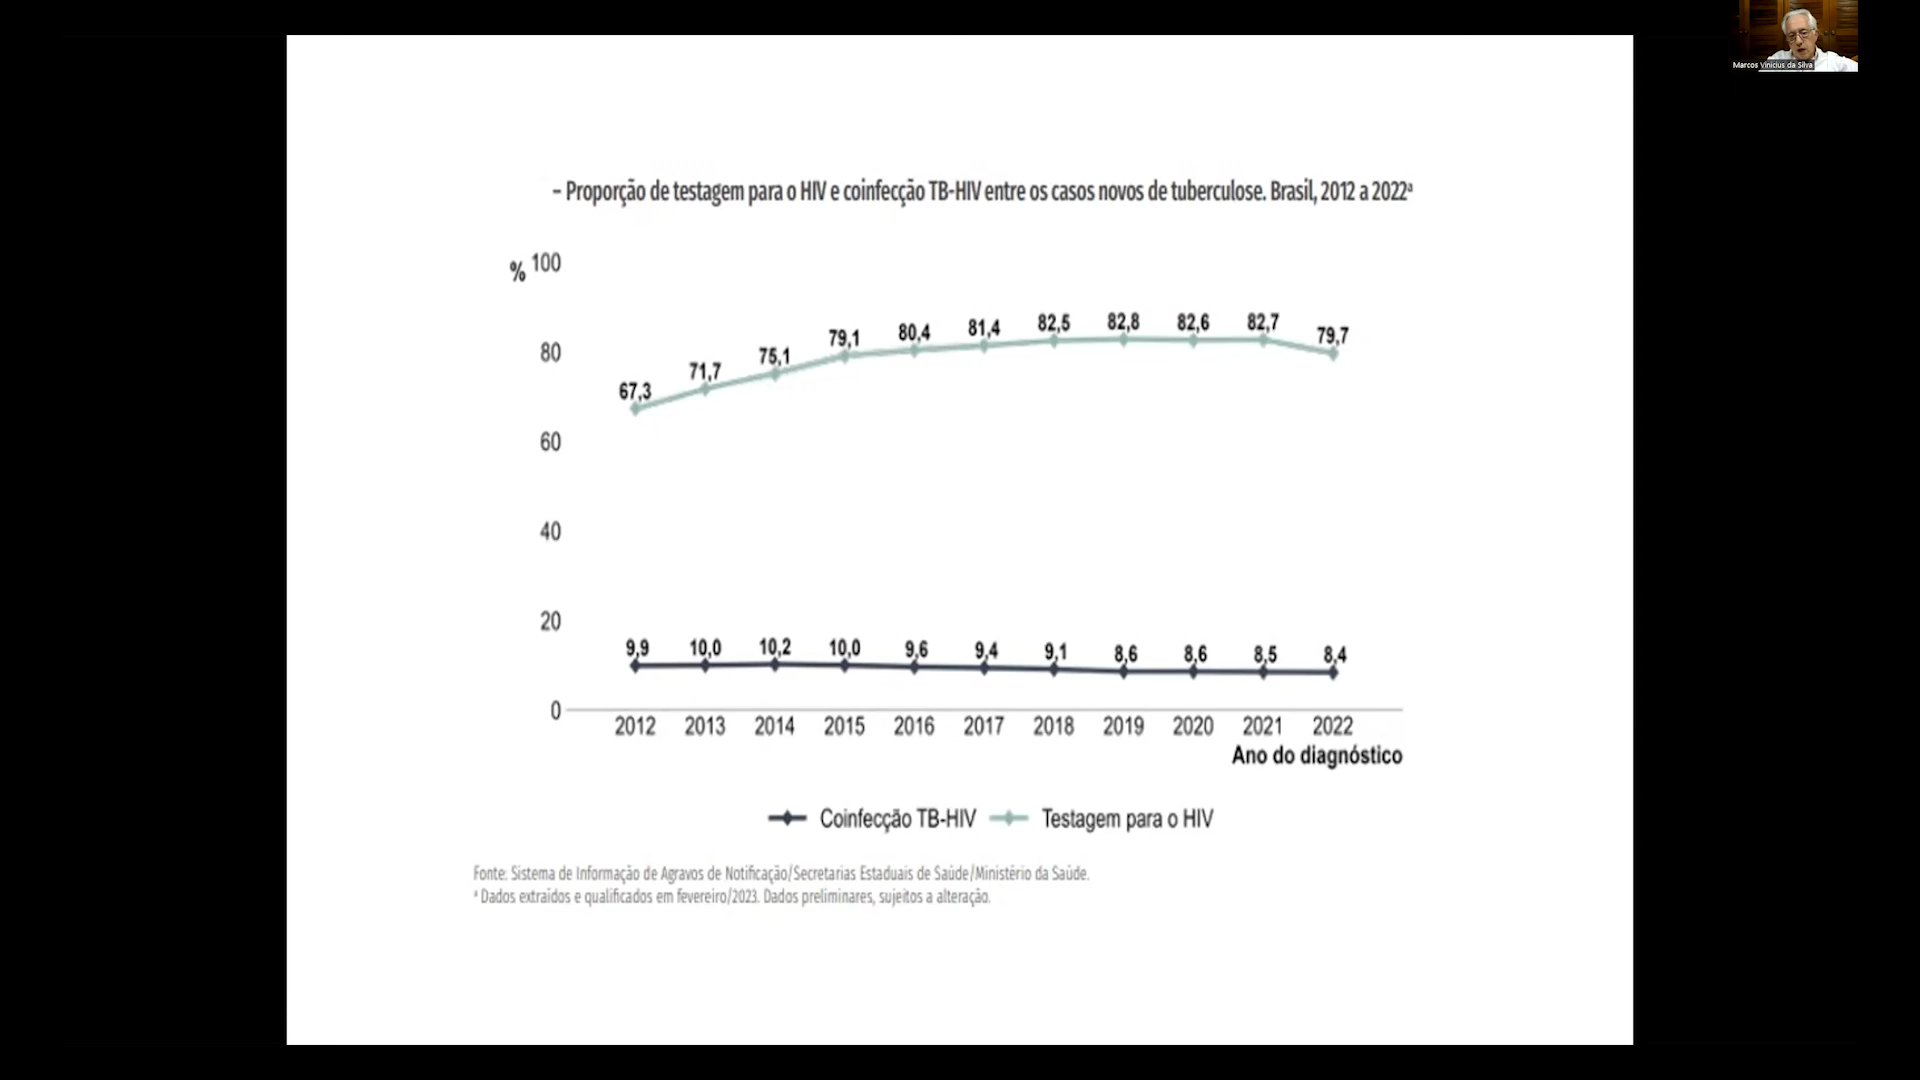 Marcos Vinicius da Silva
– Proporção de testagem para o HIV e coinfecção TB-HIV entre os casos novos de tuberculose. Brasil, 2012 a 2022ª
% 100
80
60
40
20
0
67,3 71,7 75,1 79,1 80,4 81,4 82,5 82,8 82,6 82,7 79,7
9,9 10,0 10,2 10,0 9,6 9,4 9,1 8,6 8,6 8,5 8,4
2012 2013 2014 2015 2016 2017 2018 2019 2020 2021 2022
Ano do diagnóstico
Coinfecção TB-HIV Testagem para o HIV
Fonte: Sistema de Informação de Agravos de Notificação/Secretarias Estaduais de Saúde/Ministério da Saúde.
ª Dados extraídos e qualificados em fevereiro/2023. Dados preliminares, sujeitos a alteração.